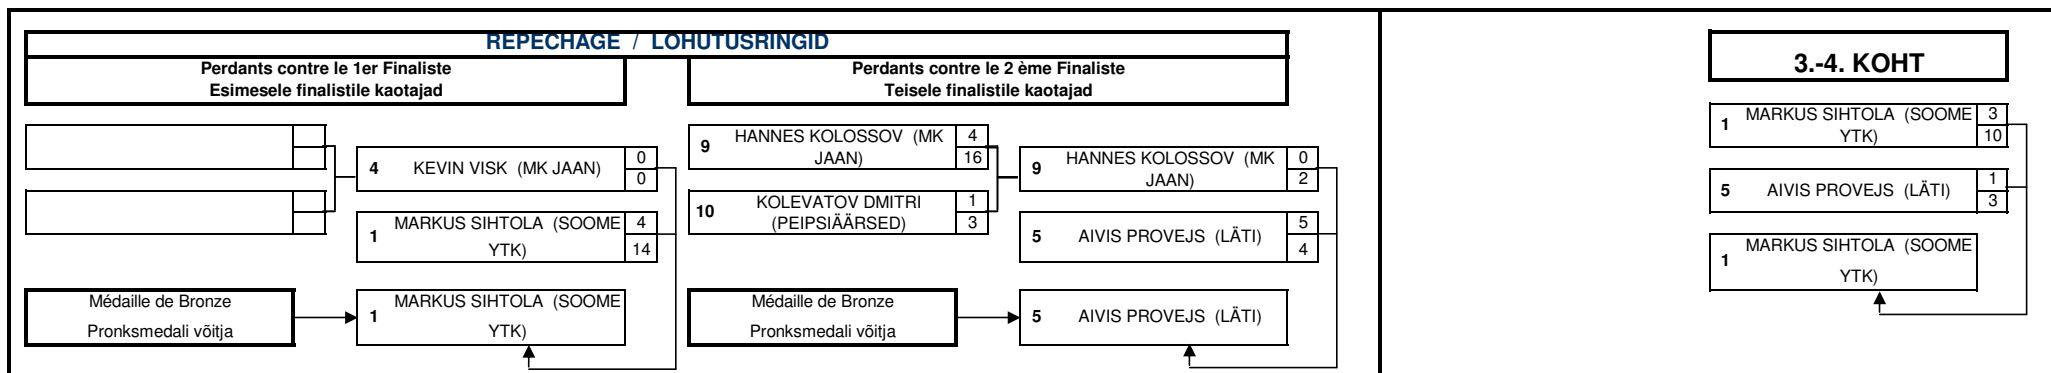 REPECHAGE / LOHUTUSRINGID
Perdants contre le 1er Finaliste
Esimesele finalistile kaotajad
Perdants contre le 2 ème Finaliste
Teisele finalistile kaotajad
4 KEVIN VISK (MK JAAN) 0
0
1 MARKUS SIHTOLA (SOOME 4
YTK) 14
Médaille de Bronze
Pronksmedali võitja
1 MARKUS SIHTOLA (SOOME
YTK)
9 HANNES KOLOSSOV (MK 4
JAAN) 16
10 KOLEVATOV DMITRI 1
(PEIPSIÄÄRSED) 3
9 HANNES KOLOSSOV (MK 0
JAAN) 2
5 AIVIS PROVEJS (LÄTI) 5
4
Médaille de Bronze
Pronksmedali võitja
5 AIVIS PROVEJS (LÄTI)
3.-4. KOHT
1 MARKUS SIHTOLA (SOOME 3
YTK) 10
5 AIVIS PROVEJS (LÄTI) 1
3
1 MARKUS SIHTOLA (SOOME
YTK)